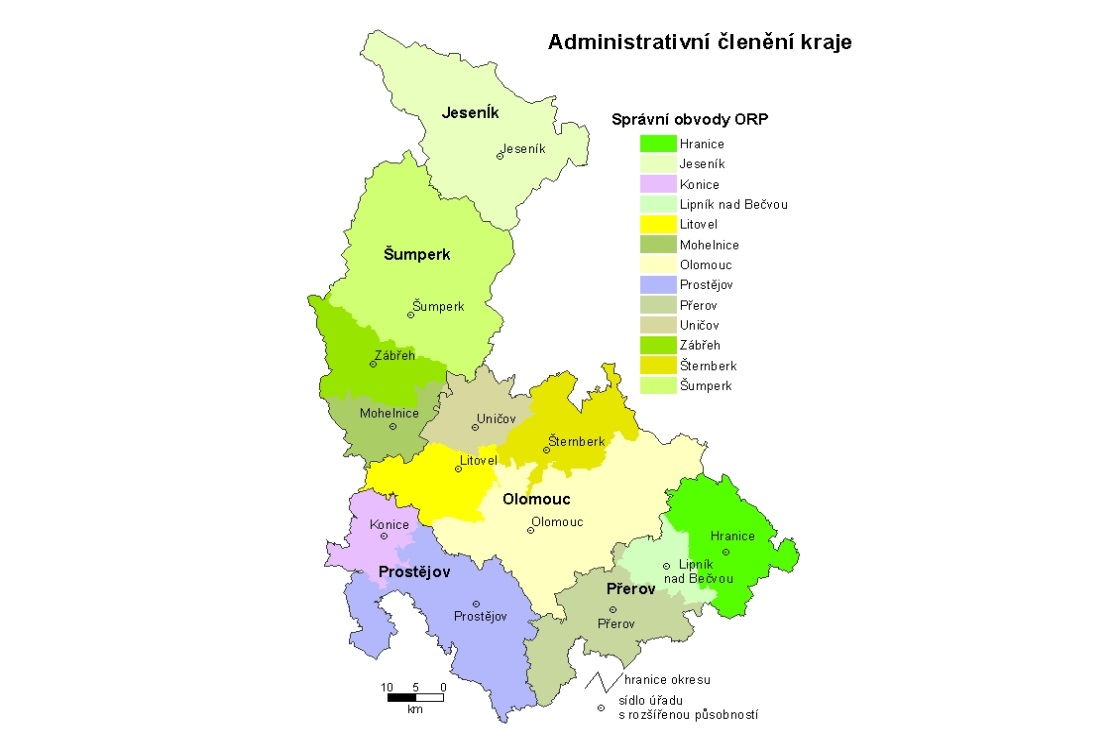 Administrativní členění kraje
Jeseník
Jeseník
Správní obvody ORP
Hranice
Jeseník
Konice
Lipník nad Bečvou
Litovel
Mohelnice
Olomouc
Prostějov
Přerov
Uničov
Zábřeh
Šternberk
Šumperk
Šumperk
Šumperk
Zábřeh
Mohelnice
Uničov
Šternberk
Litovel
Olomouc
Olomouc
Konice
Prostějov
Prostějov
Hranice
Lipník
nad Bečvou
Přerov
Přerov
10 5 0
km
hranice okresu
sídlo úřadu
s rozšířenou působností